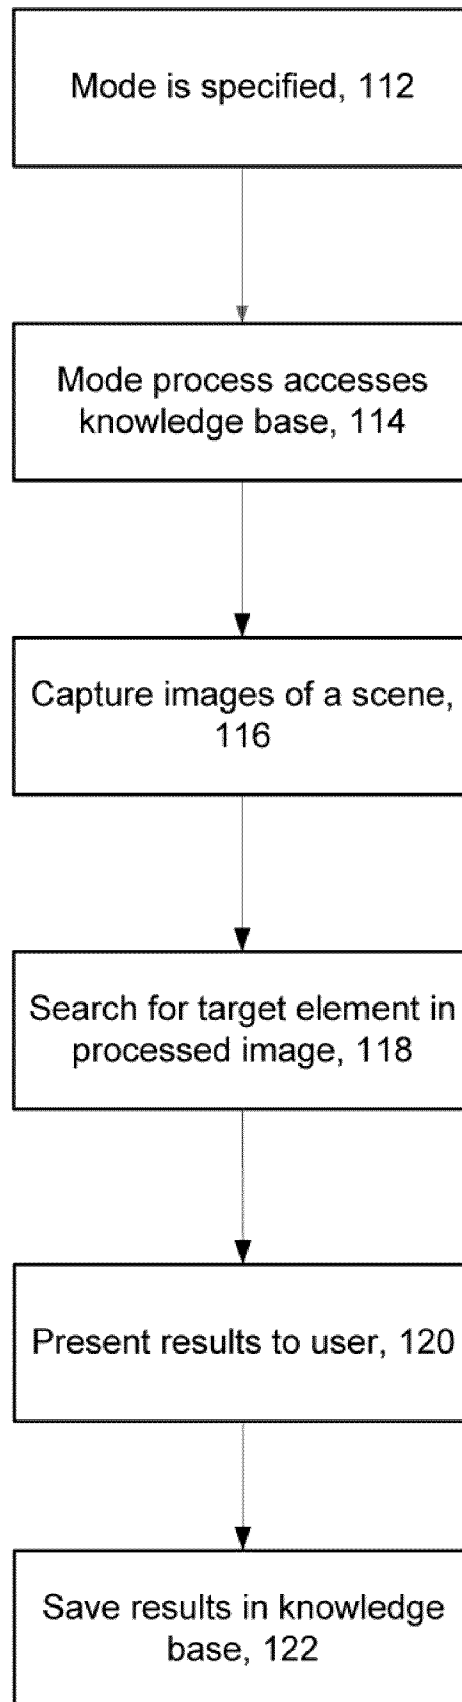 Mode is specified, 112
Mode process accesses
knowledge base, 114
Capture images of a scene,
116
Search for target element in
processed image, 118
Present results to user, 120
Save results in knowledge
base, 122